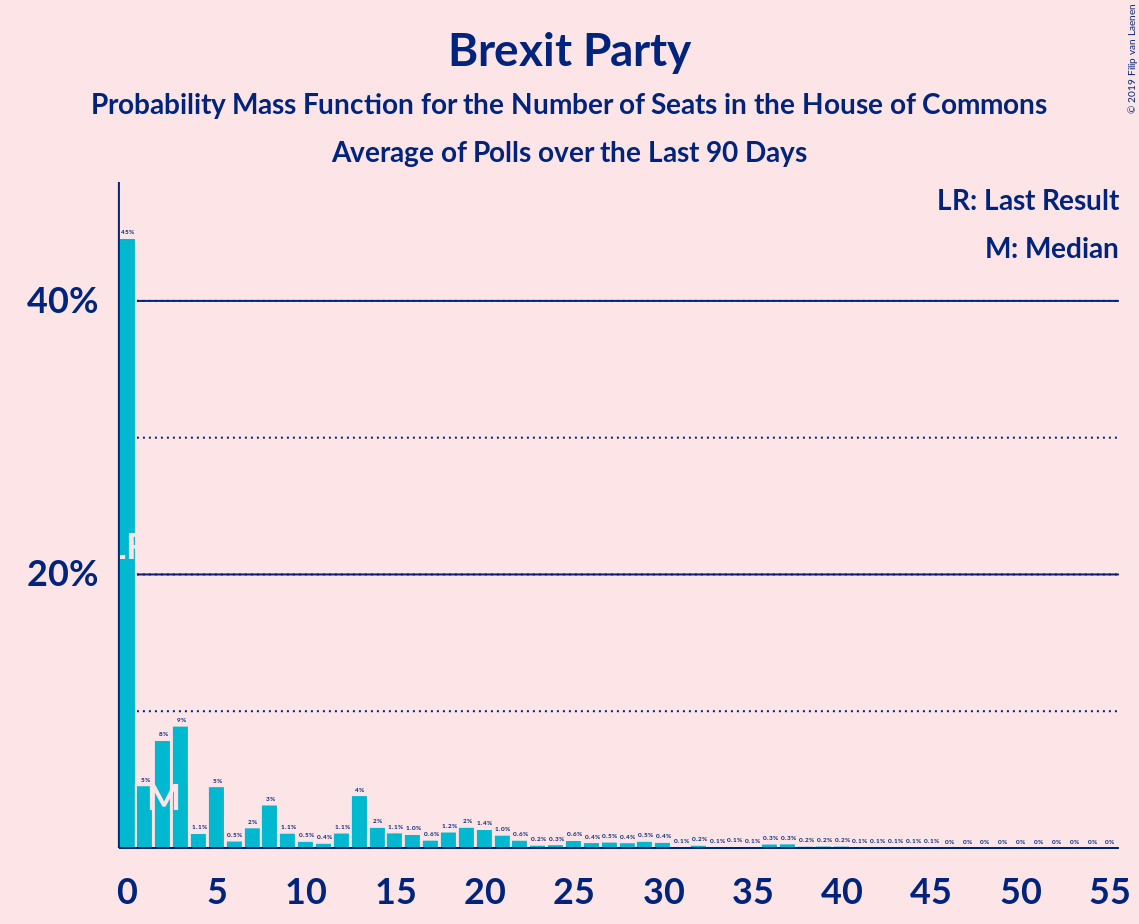 Brexit Party
Probability Mass Function for the Number of Seats in the House of Commons
Average of Polls over the Last 90 Days
© 2019 Filip van Laenen
LR: Last Result
M: Median
40%
20%
45% 5% 8% 9% 1.1% 5% 0.5% 2% 3% 1.1% 0.5% 0.4% 1.1% 4% 2% 1.1% 1.0% 0.6% 1.2% 2% 1.4% 1.0% 0.6% 0.2% 0.3% 0.6% 0.4% 0.5% 0.4% 0.5% 0.4% 0.1% 0.2% 0.1% 0.1% 0.1% 0.3% 0.3% 0.2% 0.2% 0.2% 0.1% 0.1% 0.1% 0.1% 0.1% 0% 0% 0% 0% 0% 0% 0% 0% 0% 0%
M
0 5 10 15 20 25 30 35 40 45 50 55